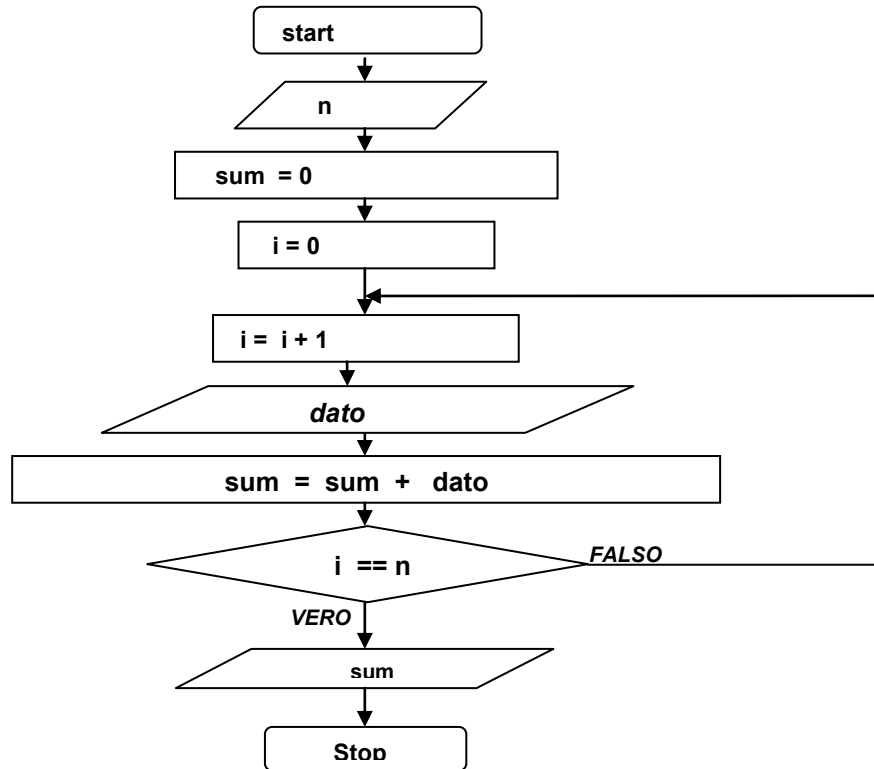 start
n
sum = 0
i = 0
i = i + 1
dato
sum = sum + dato
i == n
FALSO
VERO
sum
Stop